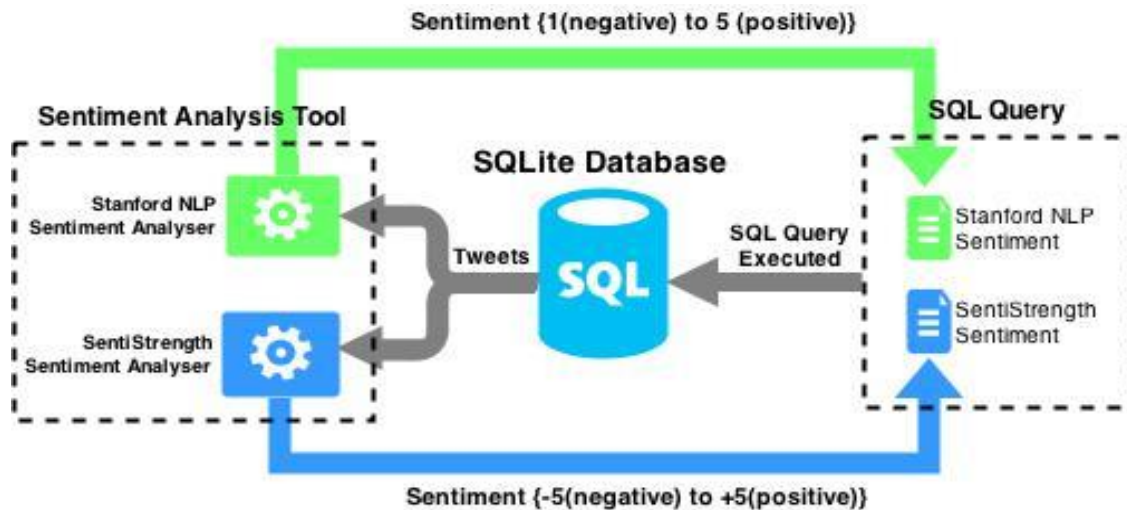 Sentiment {1(negative) to 5 (positive)}
Sentiment Analysis Tool
SQL Query
SQLite Database
Stanford NLP
Sentiment Analyser
Tweets
SQL
SQL Query
Executed
Stanford NLP
Sentiment
SentiStrength
Sentiment Analyser
SentiStrength
Sentiment
Sentiment {-5(negative) to +5(positive)}